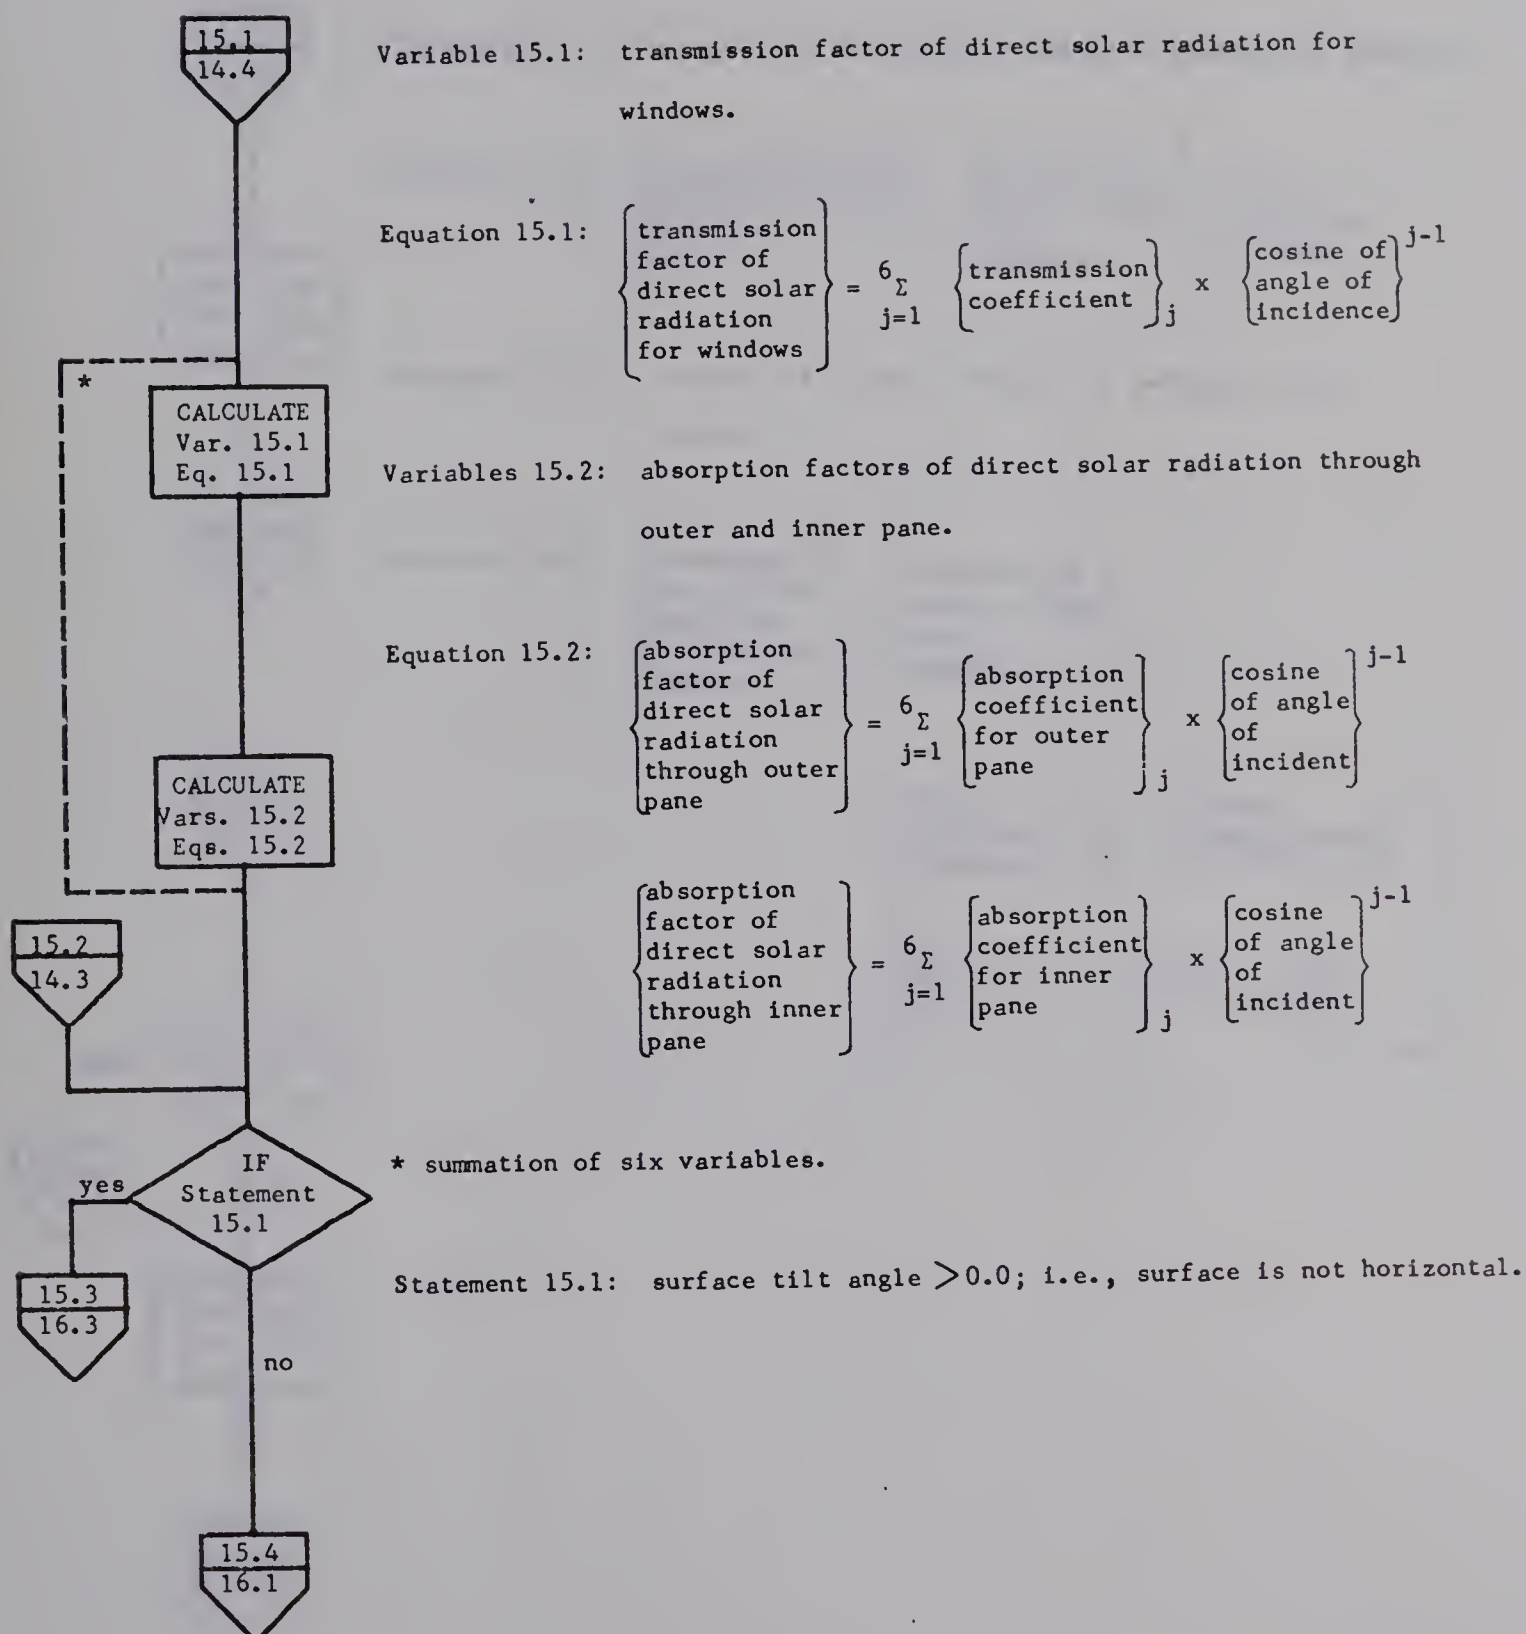 15.1
14.4
Variable 15.1: transmission factor of direct solar radiation for
windows.
Equation 15.1: {transmission factor of direct solar radiation for windows} = 6 Σ j=1 {transmission coefficient}j x {cosine of angle of incidence}j-1
*
CALCULATE
Var. 15.1
Eq. 15.1
Variables 15.2: absorption factors of direct solar radiation through
outer and inner pane.
Equation 15.2: {absorption factor of direct solar radiation through outer pane} = 6 Σ j=1 {absorption coefficient for outer pane}j x {cosine of angle of incident}j-1
CALCULATE
Vars. 15.2
Eqs. 15.2
{absorption factor of direct solar radiation through inner pane} = 6 Σ j=1 {absorption coefficient for inner pane}j x {cosine of angle of incident}j-1
15.2
14.3
IF
Statement
15.1
yes
* summation of six variables.
Statement 15.1: surface tilt angle >0.0; i.e., surface is not horizontal.
15.3
16.3
no
15.4
16.1